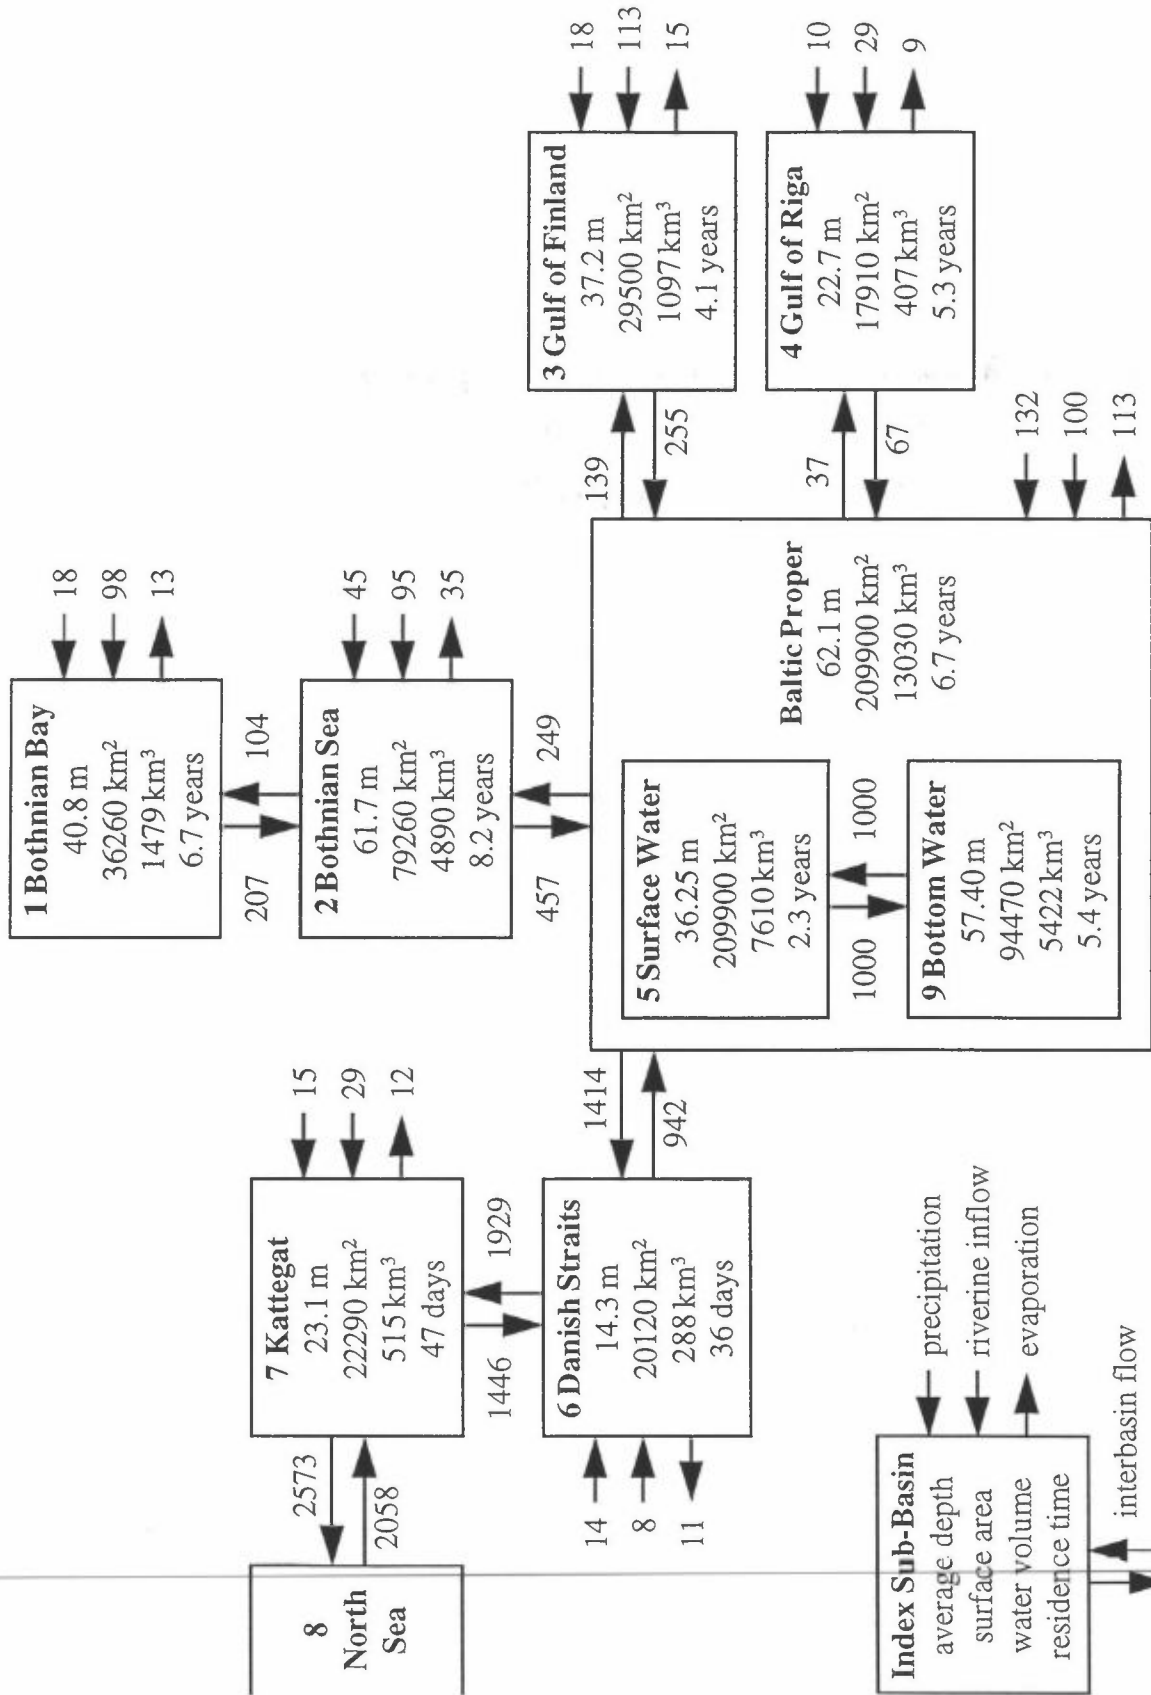 1 Bothnian Bay
40.8 m
36260 km²
1479 km³
6.7 years
18
98
13
207
104
2 Bothnian Sea
61.7 m
79260 km²
4890 km³
8.2 years
45
95
35
457
249
3 Gulf of Finland
37.2 m
29500 km²
1097 km³
4.1 years
18
113
15
139
255
4 Gulf of Riga
22.7 m
17910 km²
407 km³
5.3 years
10
29
9
37
67
Baltic Proper
62.1 m
209900 km²
13030 km³
6.7 years
132
100
113
5 Surface Water
36.25 m
209900 km²
7610 km³
2.3 years
1000
1000
9 Bottom Water
57.40 m
94470 km²
5422 km³
5.4 years
1414
942
7 Kattegat
23.1 m
22290 km²
515 km³
47 days
15
29
12
1446
1929
6 Danish Straits
14.3 m
20120 km²
288 km³
36 days
14
8
11
2573
2058
8
North
Sea
Index Sub-Basin
average depth
surface area
water volume
residence time
precipitation
riverine inflow
evaporation
interbasin flow